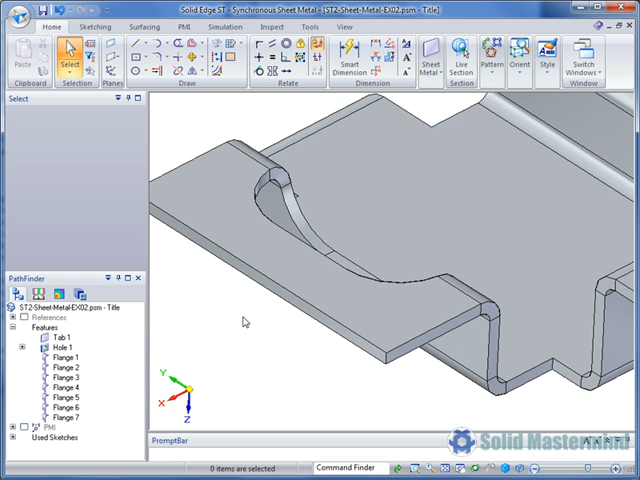 Solid Edge ST - Synchronous Sheet Metal - [ST2-Sheet-Metal-EX02.psm - Title]
Home Sketching Surfacing PMI Simulation Inspect Tools View
Paste
Select
Smart Dimension
Sheet Metal
Live Section
Pattern
Orient
Style
Switch Windows
Clipboard Selection Planes Draw Relate Dimension Section Window
Select
PathFinder
ST2-Sheet-Metal-EX02.psm - Title
References
Features
Tab 1
Hole 1
Flange 1
Flange 2
Flange 3
Flange 4
Flange 5
Flange 6
Flange 7
PMI
Used Sketches
Y
X
Z
PromptBar
Solid Mastermind
0 items are selected
Command Finder